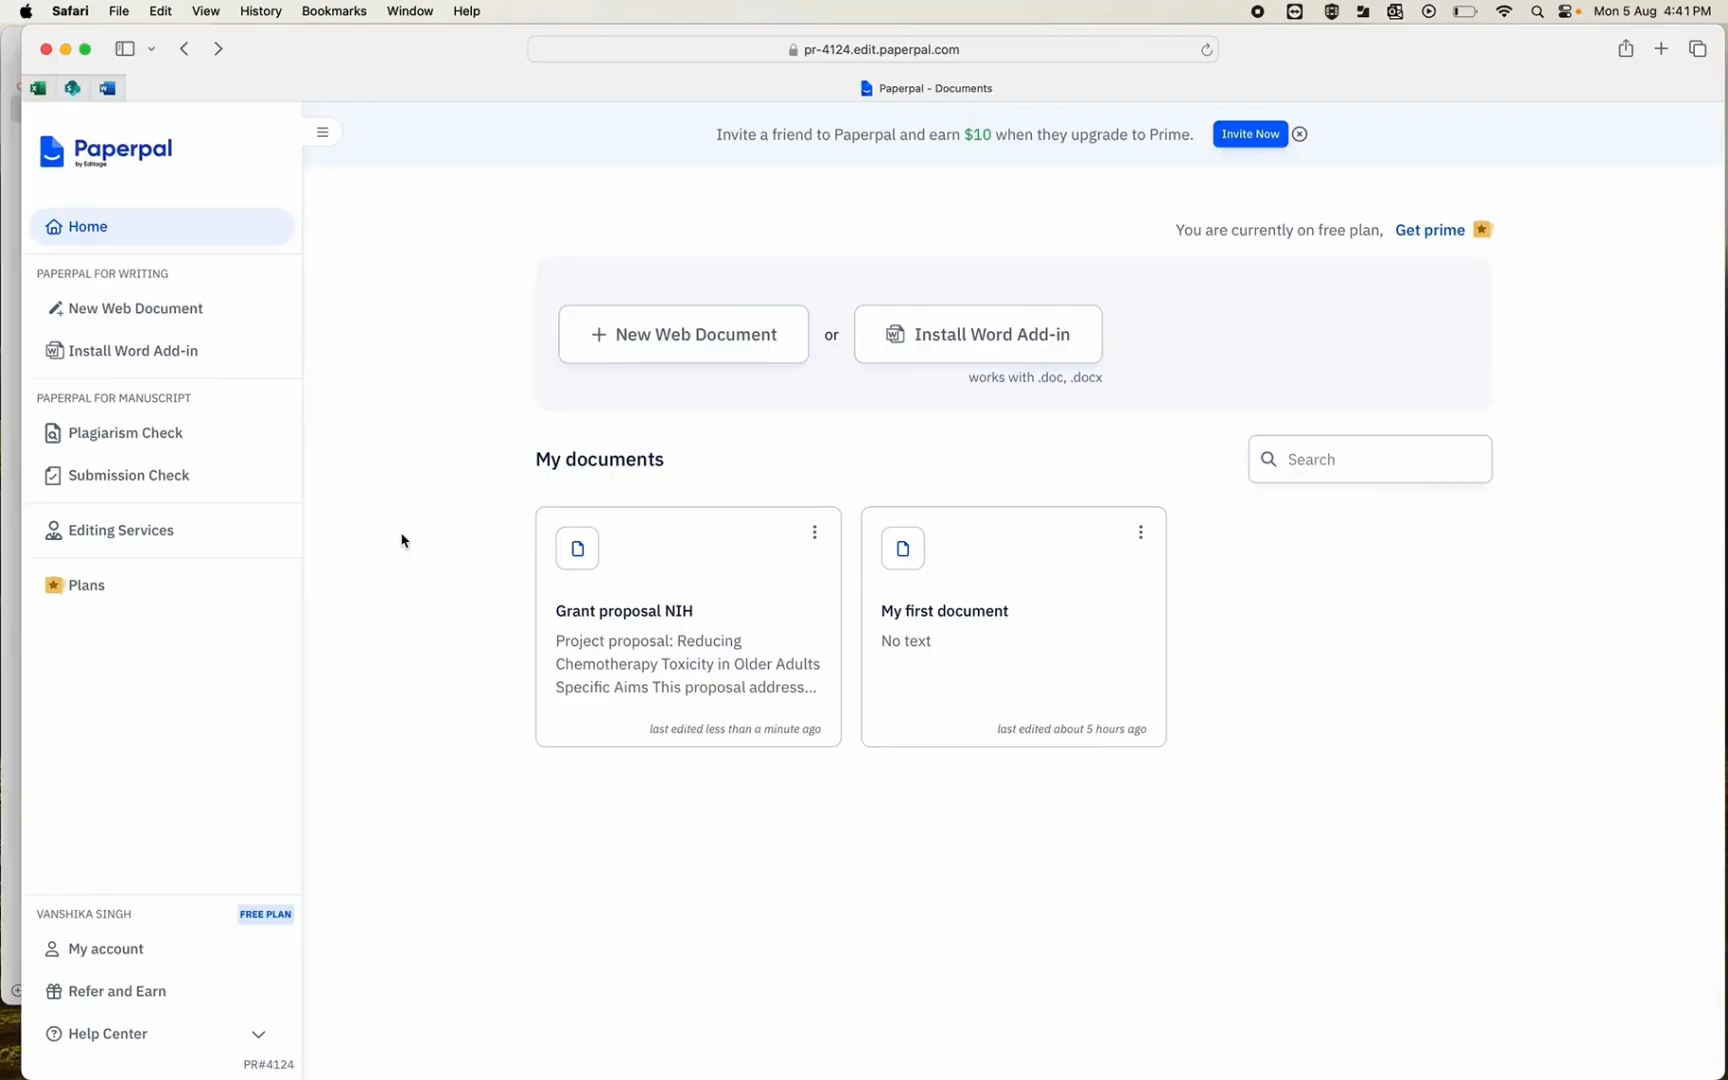 Safari File Edit View History Bookmarks Window Help Mon 5 Aug 4:41 PM
pr-4124.edit.paperpal.com
Paperpal - Documents
Paperpal
by Editage
Invite a friend to Paperpal and earn $10 when they upgrade to Prime. Invite Now
Home
You are currently on free plan, Get prime
PAPERPAL FOR WRITING
New Web Document
Install Word Add-in
+ New Web Document or Install Word Add-in
works with .doc, .docx
PAPERPAL FOR MANUSCRIPT
Plagiarism Check
Submission Check
Editing Services
Plans
My documents
Search
Grant proposal NIH
Project proposal: Reducing
Chemotherapy Toxicity in Older Adults
Specific Aims This proposal address...
last edited less than a minute ago
My first document
No text
last edited about 5 hours ago
VANSHIKA SINGH FREE PLAN
My account
Refer and Earn
Help Center
PR#4124